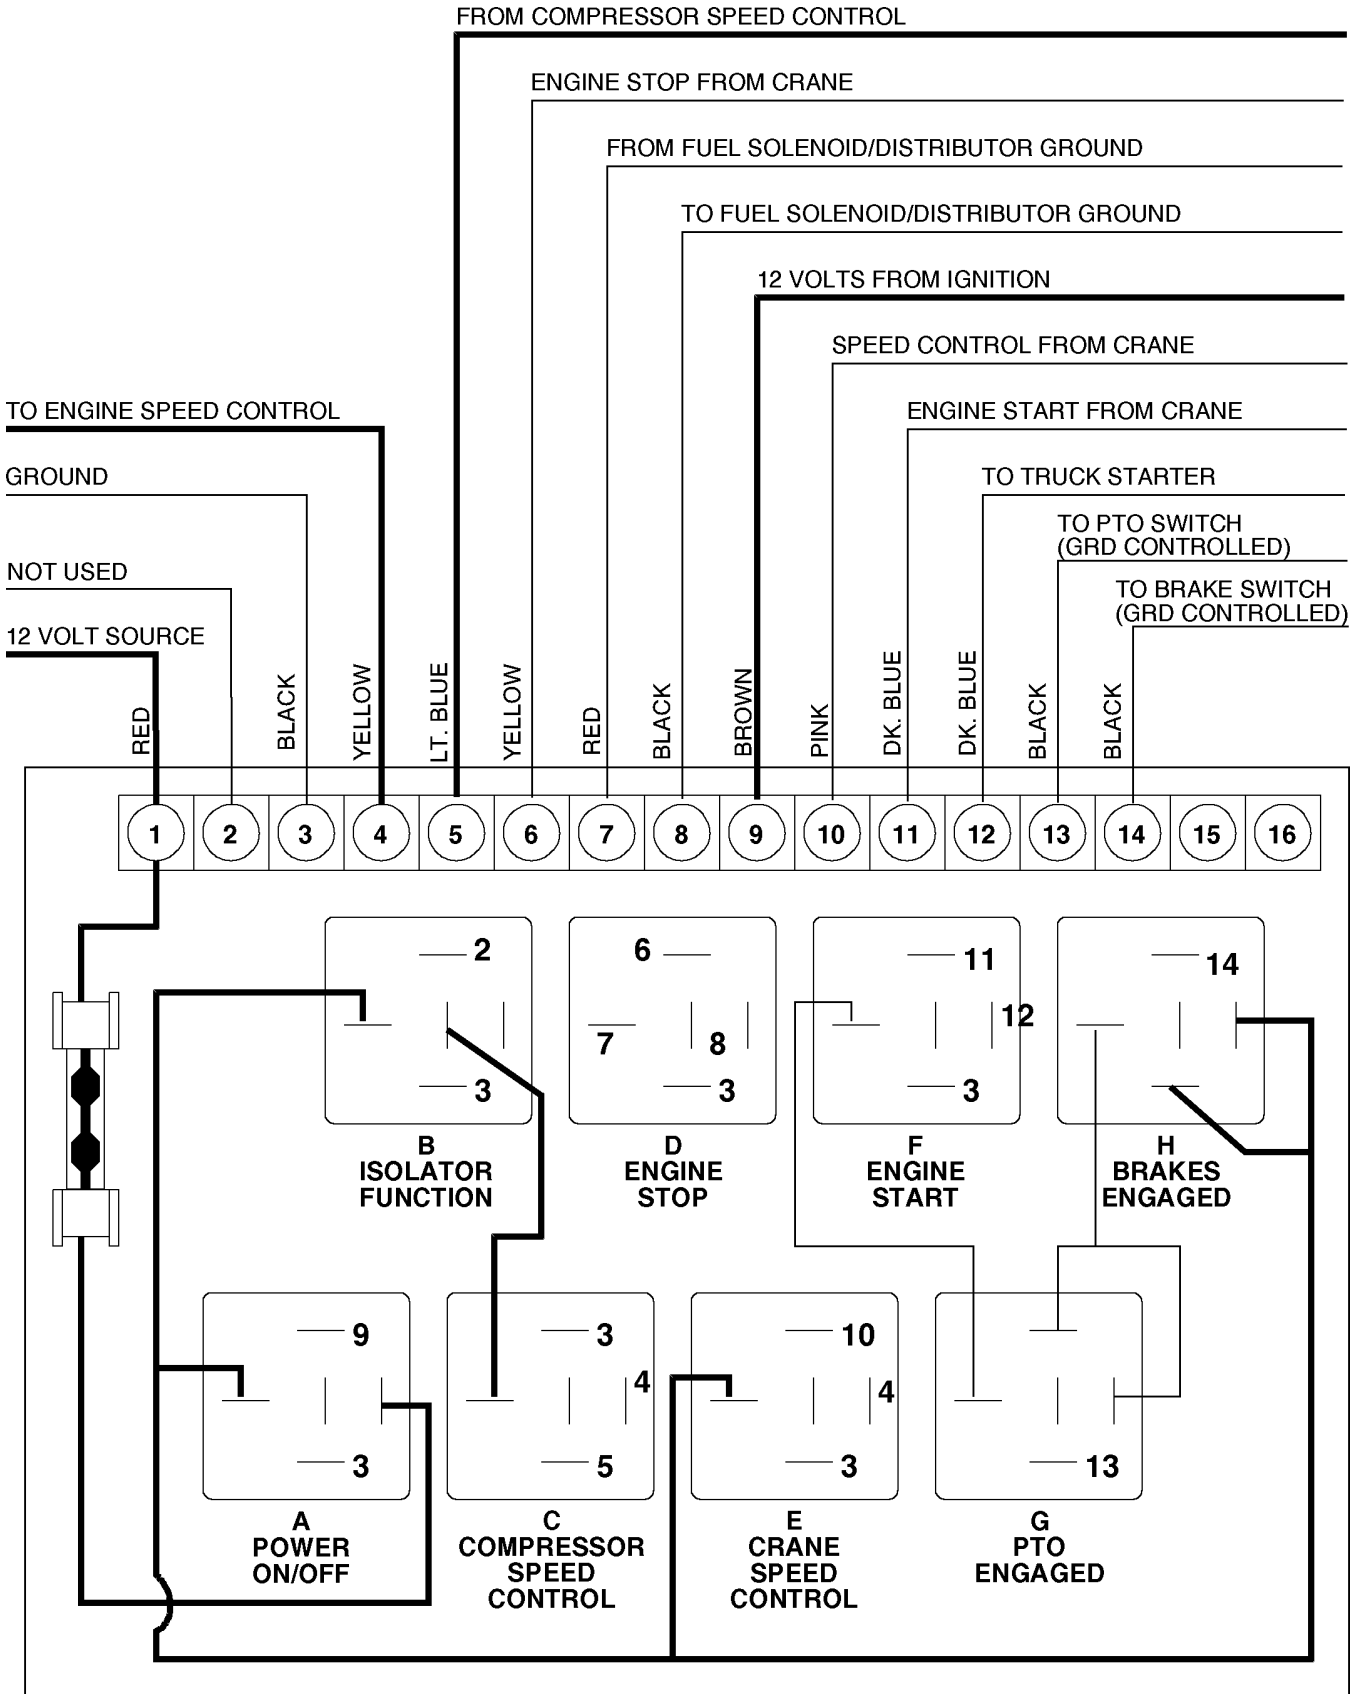 FROM COMPRESSOR SPEED CONTROL
ENGINE STOP FROM CRANE
FROM FUEL SOLENOID/DISTRIBUTOR GROUND
TO FUEL SOLENOID/DISTRIBUTOR GROUND
12 VOLTS FROM IGNITION
SPEED CONTROL FROM CRANE
TO ENGINE SPEED CONTROL
ENGINE START FROM CRANE
GROUND
TO TRUCK STARTER
TO PTO SWITCH
(GRD CONTROLLED)
NOT USED
TO BRAKE SWITCH
(GRD CONTROLLED)
12 VOLT SOURCE
RED
BLACK
YELLOW
LT. BLUE
YELLOW
RED
BLACK
BROWN
PINK
DK. BLUE
DK. BLUE
BLACK
BLACK
1 2 3 4 5 6 7 8 9 10 11 12 13 14 15 16
2
3
B
ISOLATOR
FUNCTION
6
7
8
3
D
ENGINE
STOP
11
12
3
F
ENGINE
START
14
H
BRAKES
ENGAGED
9
3
A
POWER
ON/OFF
3
4
5
C
COMPRESSOR
SPEED
CONTROL
10
4
3
E
CRANE
SPEED
CONTROL
13
G
PTO
ENGAGED